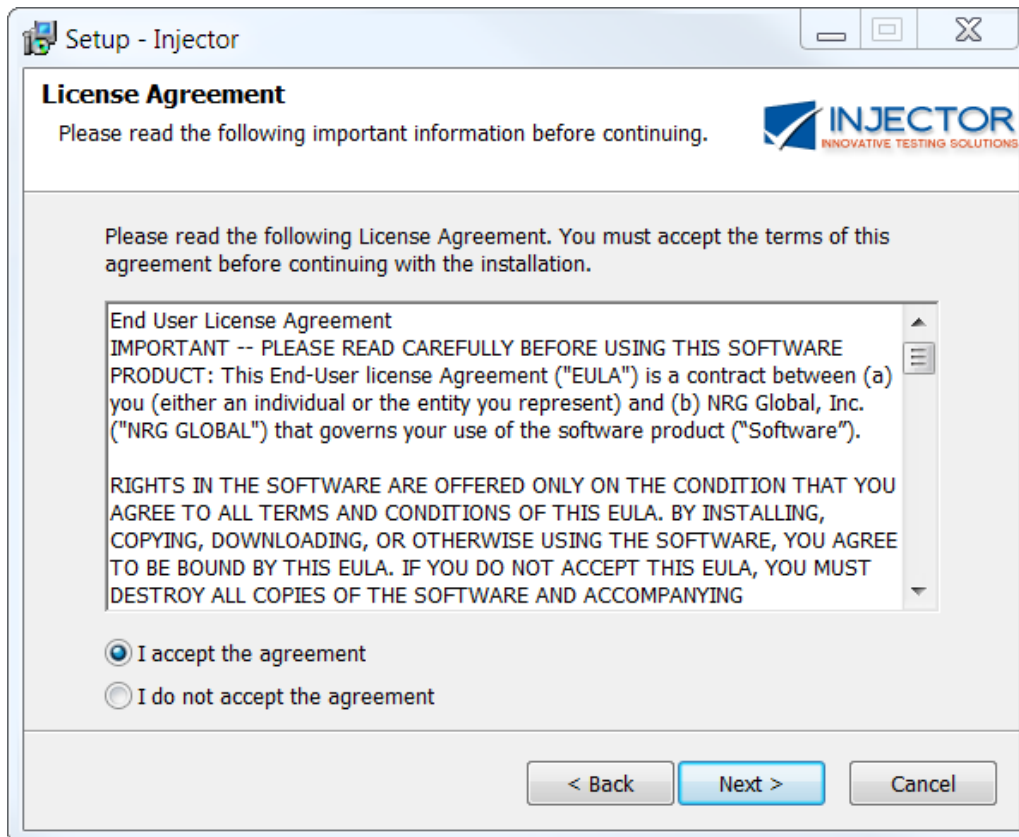 Setup - Injector
License Agreement
Please read the following important information before continuing.
INJECTOR
INNOVATIVE TESTING SOLUTIONS
Please read the following License Agreement. You must accept the terms of this
agreement before continuing with the installation.
End User License Agreement
IMPORTANT -- PLEASE READ CAREFULLY BEFORE USING THIS SOFTWARE
PRODUCT: This End-User license Agreement ("EULA") is a contract between (a)
you (either an individual or the entity you represent) and (b) NRG Global, Inc.
("NRG GLOBAL") that governs your use of the software product (“Software”).
RIGHTS IN THE SOFTWARE ARE OFFERED ONLY ON THE CONDITION THAT YOU
AGREE TO ALL TERMS AND CONDITIONS OF THIS EULA. BY INSTALLING,
COPYING, DOWNLOADING, OR OTHERWISE USING THE SOFTWARE, YOU AGREE
TO BE BOUND BY THIS EULA. IF YOU DO NOT ACCEPT THIS EULA, YOU MUST
DESTROY ALL COPIES OF THE SOFTWARE AND ACCOMPANYING
I accept the agreement
I do not accept the agreement
< Back
Next >
Cancel